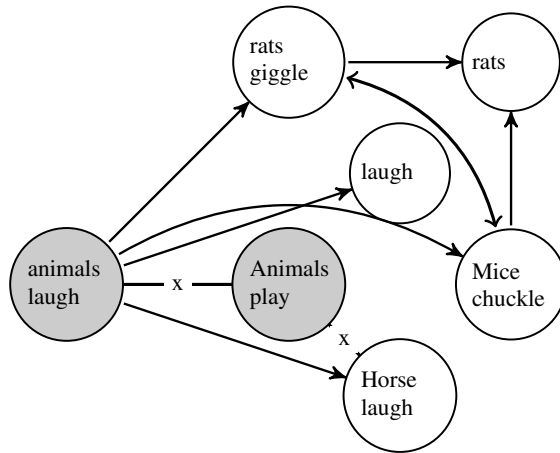 rats
giggle
rats
laugh
animals
laugh
x
Animals
play
Mice
chuckle
x
Horse
laugh